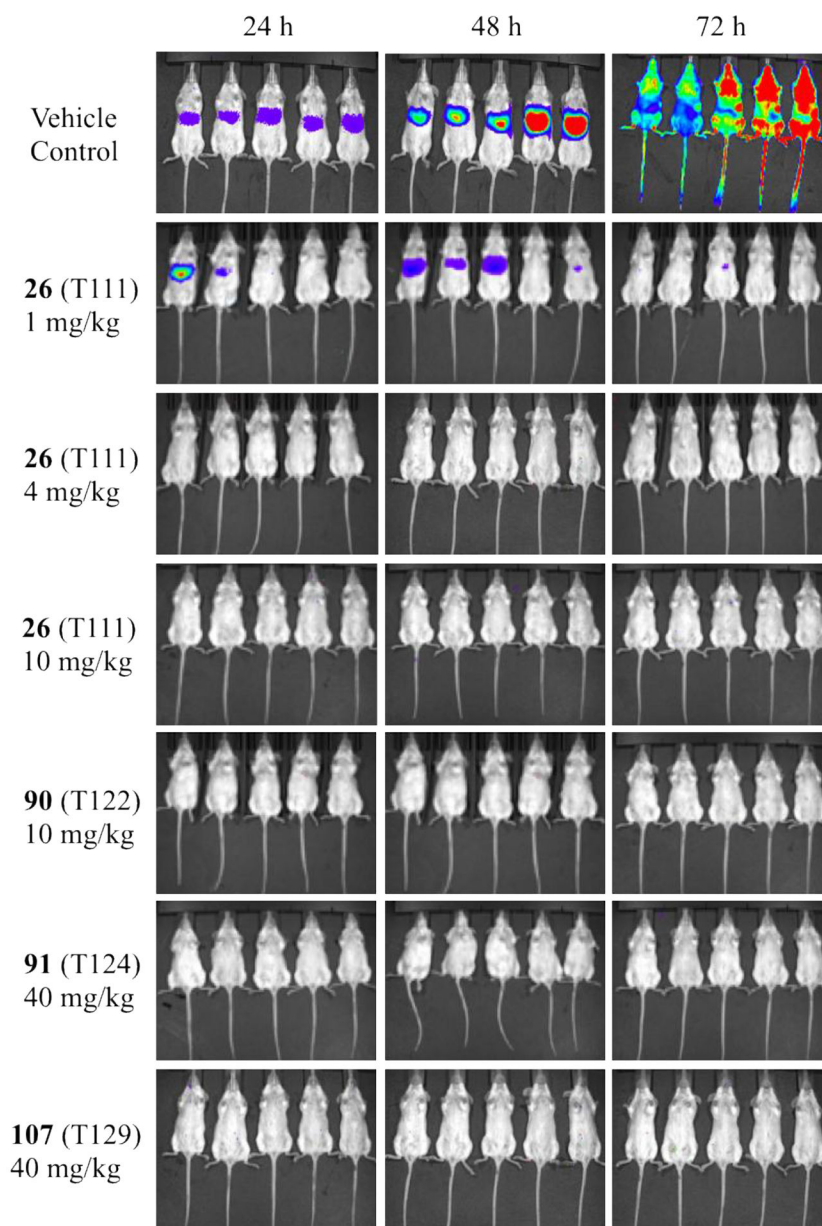 24 h
48 h
72 h
Vehicle
Control
26 (T111)
1 mg/kg
26 (T111)
4 mg/kg
26 (T111)
10 mg/kg
90 (T122)
10 mg/kg
91 (T124)
40 mg/kg
107 (T129)
40 mg/kg